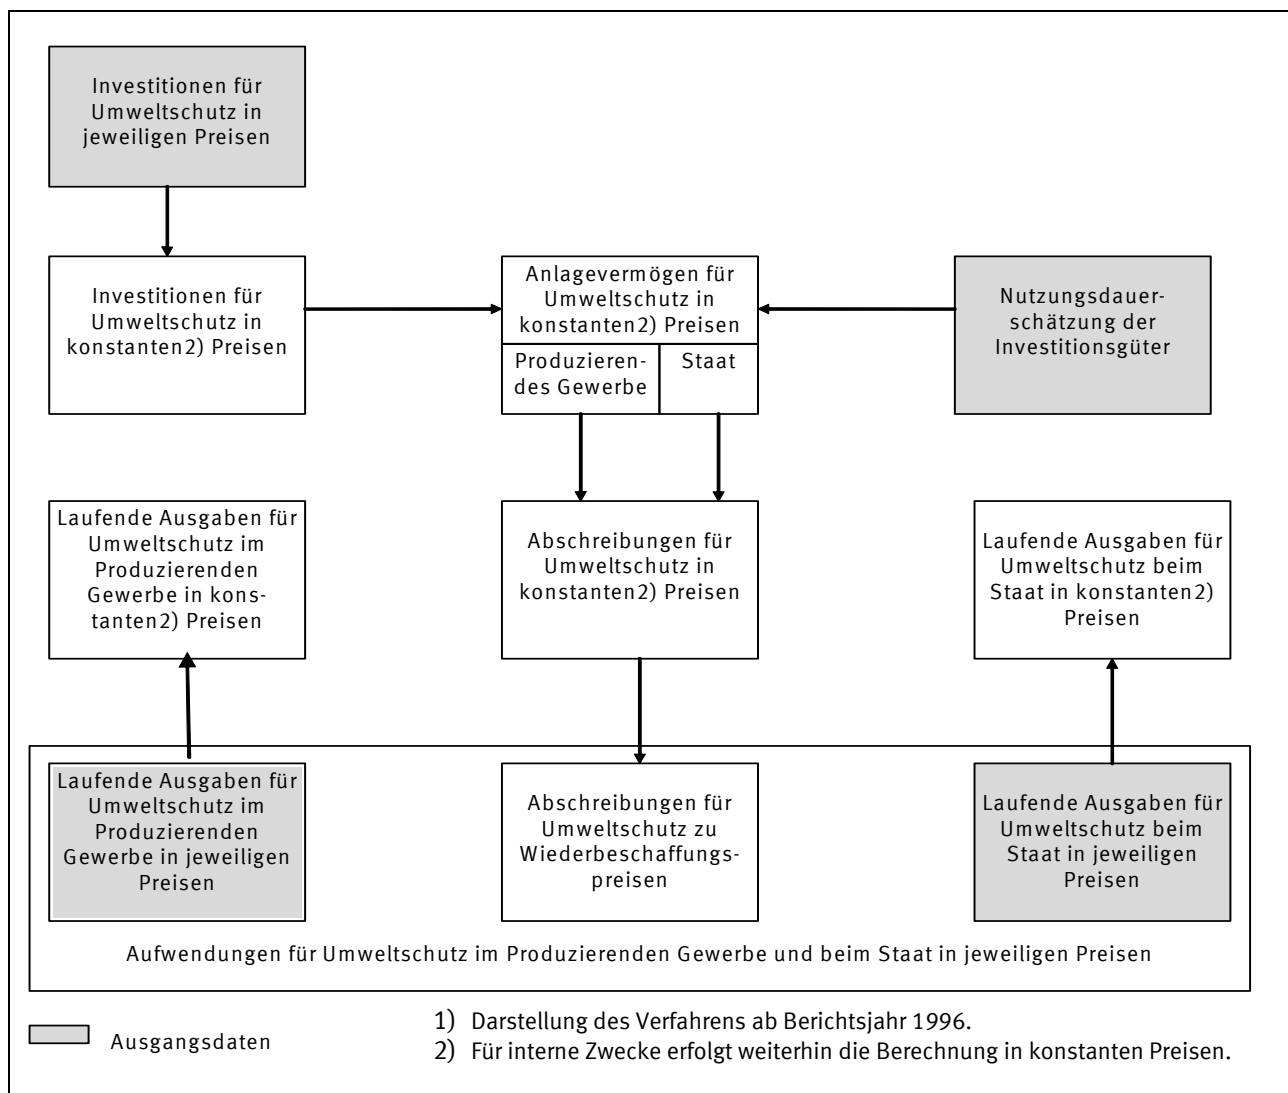 Investitionen für
Umweltschutz in
jeweiligen Preisen
Investitionen für
Umweltschutz in
konstanten2) Preisen
Anlagevermögen für
Umweltschutz in
konstanten2) Preisen
Produzieren-
des Gewerbe
Staat
Nutzungsdauer-
schätzung der
Investitionsgüter
Laufende Ausgaben für
Umweltschutz im
Produzierenden
Gewerbe in kons-
tanten2) Preisen
Abschreibungen für
Umweltschutz in
konstanten2) Preisen
Laufende Ausgaben für
Umweltschutz beim
Staat in konstanten2)
Preisen
Laufende Ausgaben für
Umweltschutz im
Produzierenden
Gewerbe in jeweiligen
Preisen
Abschreibungen für
Umweltschutz zu
Wiederbeschaffungs-
preisen
Laufende Ausgaben für
Umweltschutz beim
Staat in jeweiligen
Preisen
Aufwendungen für Umweltschutz im Produzierenden Gewerbe und beim Staat in jeweiligen Preisen
Ausgangsdaten
1) Darstellung des Verfahrens ab Berichtsjahr 1996.
2) Für interne Zwecke erfolgt weiterhin die Berechnung in konstanten Preisen.